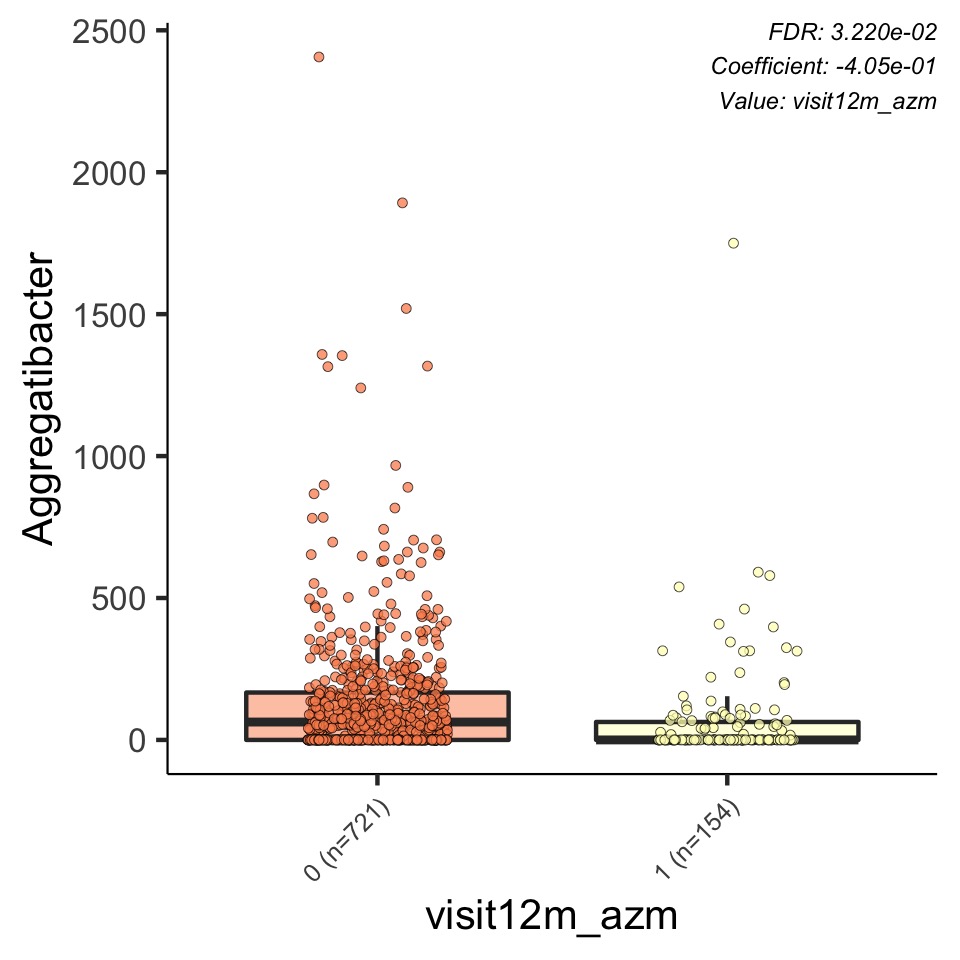 FDR: 3.220e-02
Coefficient: -4.05e-01
Value: visit12m_azm
2500
2000
1500
1000
500
0
Aggregatibacter
0 (n=721)
1 (n=154)
visit12m_azm